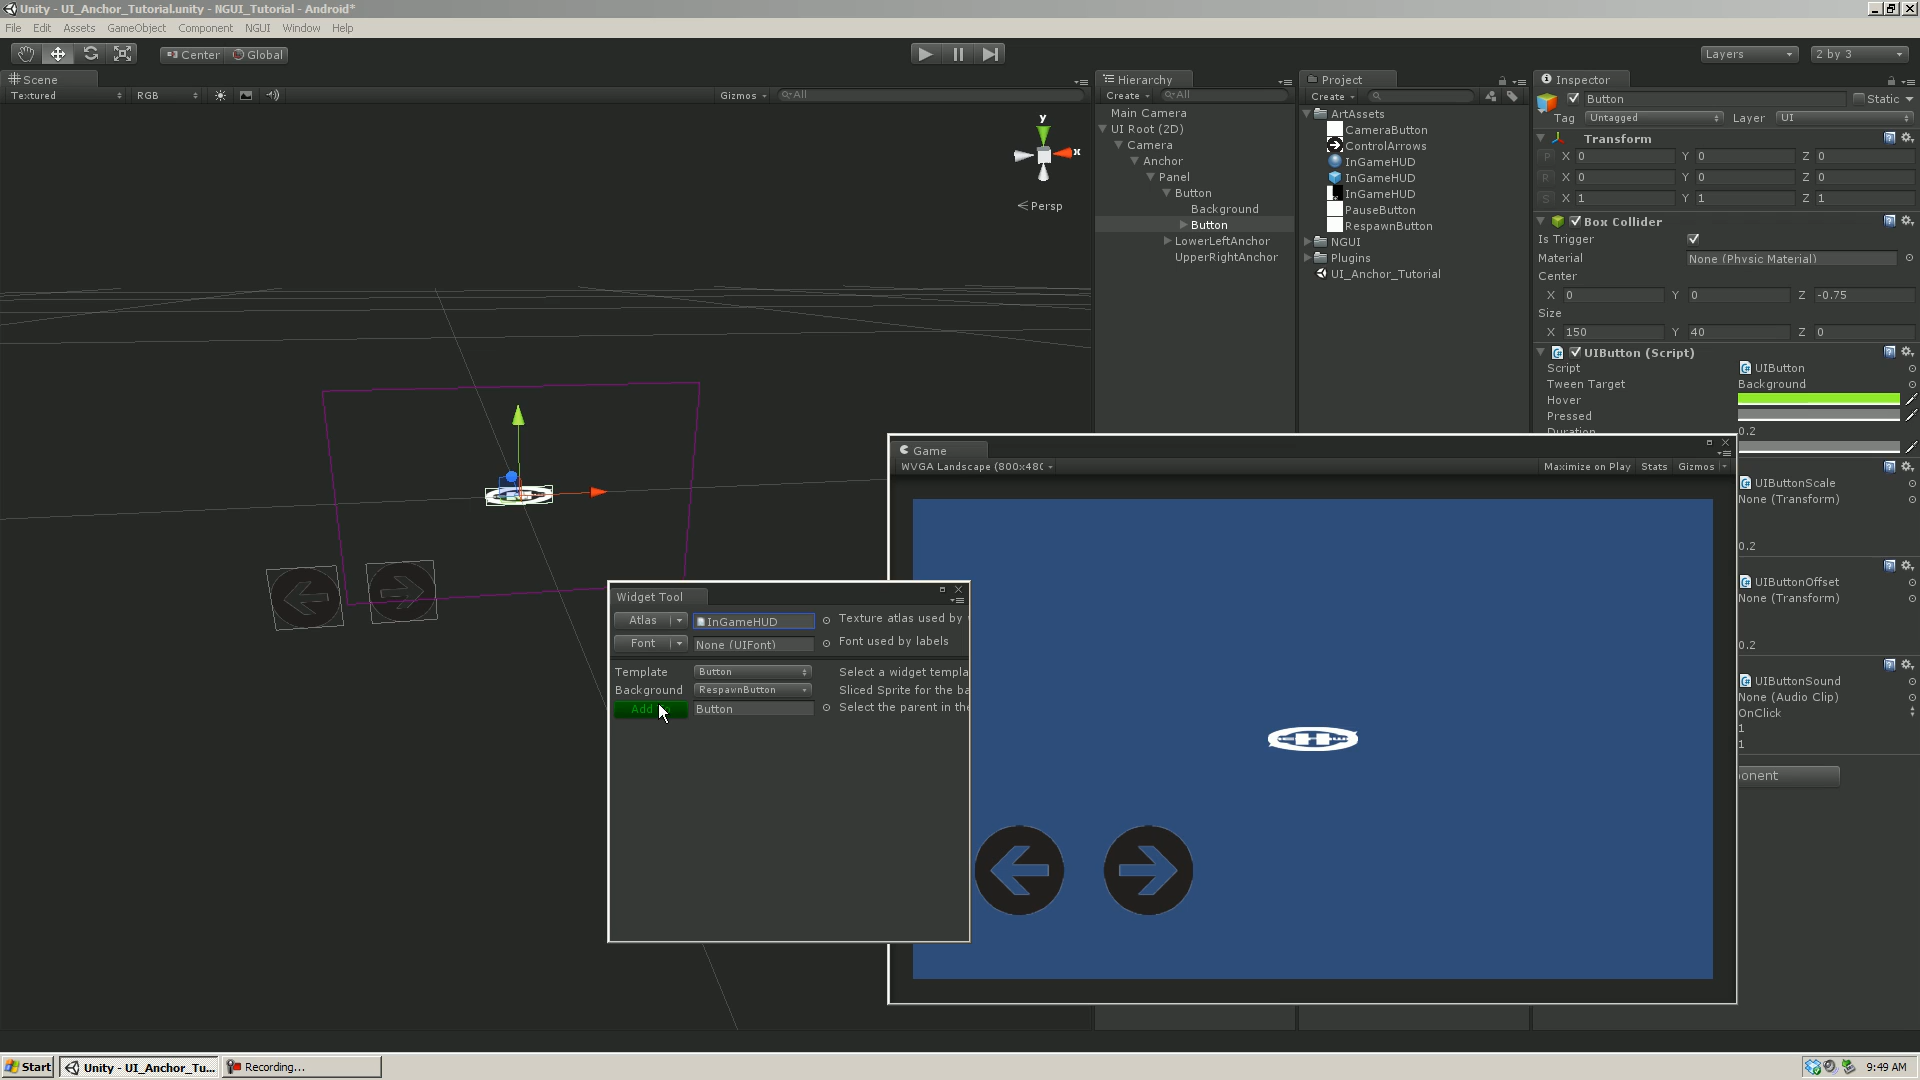 Unity - UI_Anchor_Tutorial.unity - NGUI_Tutorial - Android*
File Edit Assets GameObject Component NGUI Window Help
Center Global
Layers
2 by 3
Scene
Textured RGB Gizmos All
y
x
Persp
Hierarchy
Create All
Main Camera
UI Root (2D)
Camera
Anchor
Panel
Button
Background
Button
LowerLeftAnchor
UpperRightAnchor
Project
Create
ArtAssets
CameraButton
ControlArrows
InGameHUD
InGameHUD
InGameHUD
PauseButton
RespawnButton
NGUI
Plugins
UI_Anchor_Tutorial
Inspector
Button Static
Tag Untagged Layer UI
Transform
P X 0 Y 0 Z 0
R X 0 Y 0 Z 0
S X 1 Y 1 Z 1
Box Collider
Is Trigger
Material None (Physic Material)
Center
X 0 Y 0 Z -0.75
Size
X 150 Y 40 Z 0
UIButton (Script)
Script UIButton
Tween Target Background
Hover
Pressed
Duration 0.2
UIButtonScale
None (Transform)
0.2
UIButtonOffset
None (Transform)
0.2
UIButtonSound
None (Audio Clip)
OnClick
1
1
ponent
Game
WVGA Landscape (800x480
Maximize on Play Stats Gizmos
Widget Tool
Atlas InGameHUD Texture atlas used by
Font None (UIFont) Font used by labels
Template Button Select a widget templa
Background RespawnButton Sliced Sprite for the ba
Add Button Select the parent in the
Start
Unity - UI_Anchor_Tu...
Recording...
9:49 AM